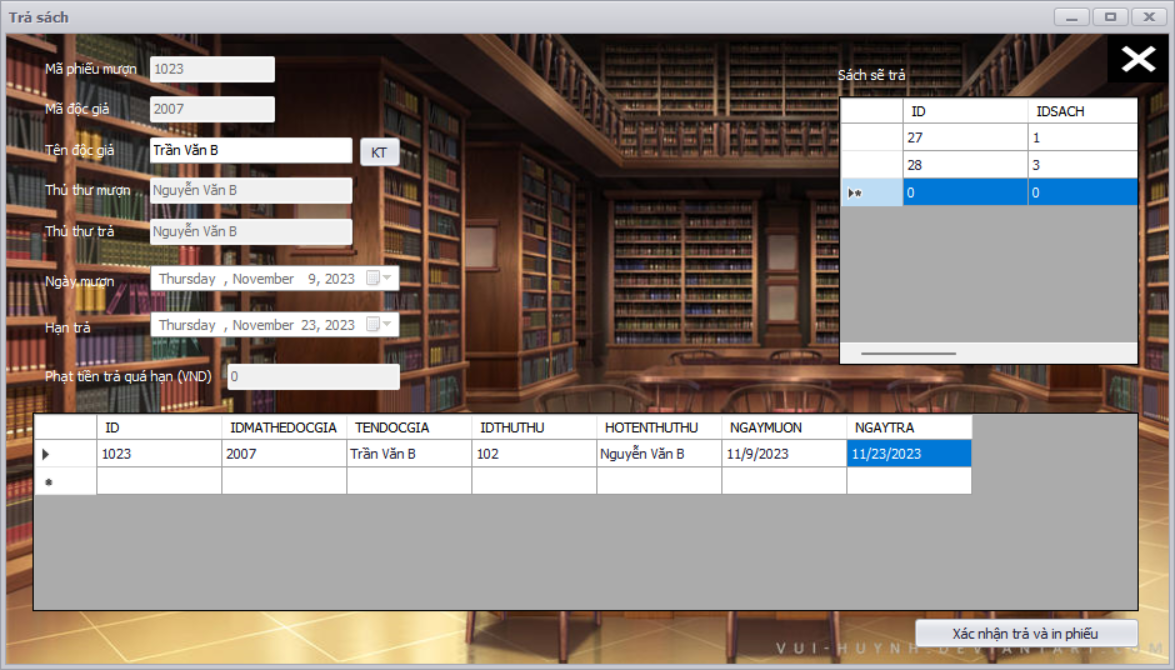 Trả sách
Mã phiếu mượn 1023
Mã độc giả 2007
Tên độc giả Trần Văn B KT
Thủ thư mượn Nguyễn Văn B
Thủ thư trả Nguyễn Văn B
Ngày mượn Thursday , November 9, 2023
Hạn trả Thursday , November 23, 2023
Phạt tiền trả quá hạn (VND) 0
Sách sẽ trả
ID IDSACH
27 1
28 3
0 0
ID IDMATHEDOCGIA TENDOCGIA IDTHUTHU HOTENTHUTHU NGAYMUON NGAYTRA
1023 2007 Trần Văn B 102 Nguyễn Văn B 11/9/2023 11/23/2023
Xác nhận trả và in phiếu
VUI-HUYNH.DEVIANTART.COM